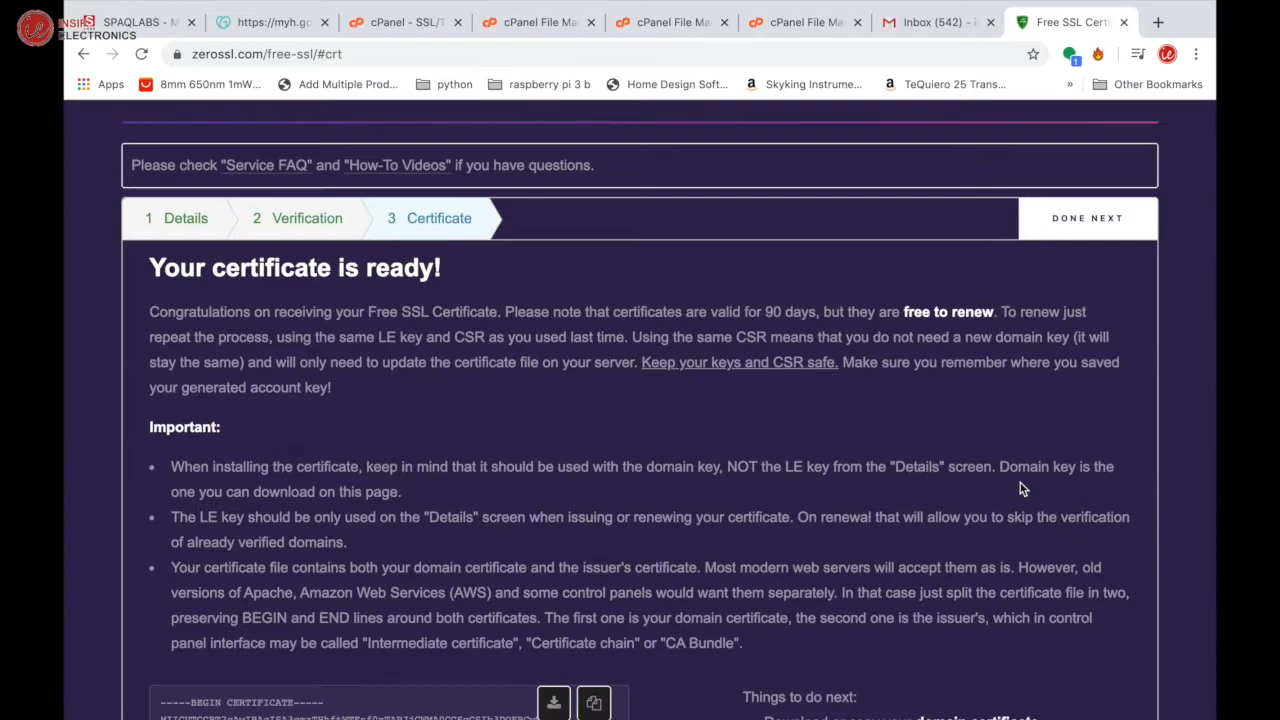 INSIRES
ELECTRONICS
SPAQLABS - M
https://myh.go
cPanel - SSL/T
cPanel File Ma
cPanel File Ma
cPanel File Ma
Inbox (542) - i
Free SSL Certi
zerossl.com/free-ssl/#crt
1
Apps
8mm 650nm 1mW...
Add Multiple Prod...
python
raspberry pi 3 b
Home Design Soft...
Skyking Instrume...
TeQuiero 25 Trans...
»
Other Bookmarks
Please check "Service FAQ" and "How-To Videos" if you have questions.
1 Details
2 Verification
3 Certificate
DONE NEXT
Your certificate is ready!
Congratulations on receiving your Free SSL Certificate. Please note that certificates are valid for 90 days, but they are free to renew. To renew just
repeat the process, using the same LE key and CSR as you used last time. Using the same CSR means that you do not need a new domain key (it will
stay the same) and will only need to update the certificate file on your server. Keep your keys and CSR safe. Make sure you remember where you saved
your generated account key!
Important:
• When installing the certificate, keep in mind that it should be used with the domain key, NOT the LE key from the "Details" screen. Domain key is the
one you can download on this page.
• The LE key should be only used on the "Details" screen when issuing or renewing your certificate. On renewal that will allow you to skip the verification
of already verified domains.
• Your certificate file contains both your domain certificate and the issuer's certificate. Most modern web servers will accept them as is. However, old
versions of Apache, Amazon Web Services (AWS) and some control panels would want them separately. In that case just split the certificate file in two,
preserving BEGIN and END lines around both certificates. The first one is your domain certificate, the second one is the issuer's, which in control
panel interface may be called "Intermediate certificate", "Certificate chain" or "CA Bundle".
-----BEGIN CERTIFICATE-----
Things to do next:
Download or copy your domain certificate